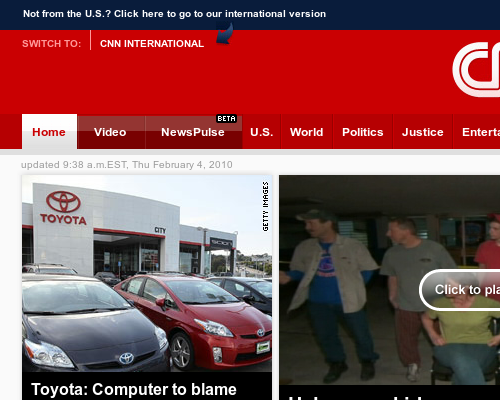 Not from the U.S.? Click here to go to our international version
SWITCH TO: CNN INTERNATIONAL
BETA
Home Video NewsPulse U.S. World Politics Justice Enterta
updated 9:38 a.m.EST, Thu February 4, 2010
GETTY IMAGES
TOYOTA
CITY
SCION
Click to pla
Toyota: Computer to blame